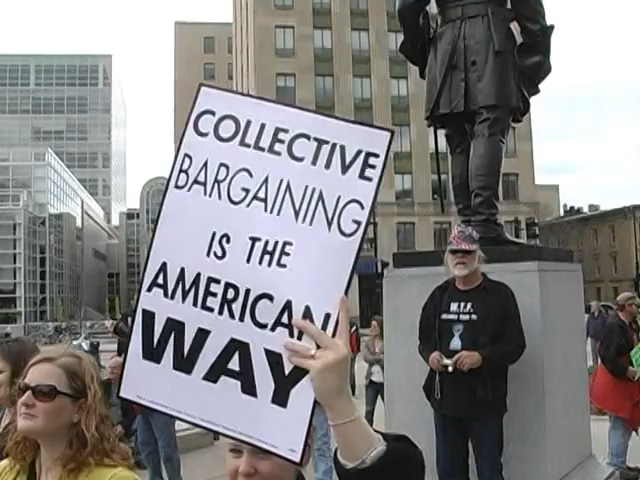 COLLECTIVE
BARGAINING
IS THE
AMERICAN
WAY
W.T.F.